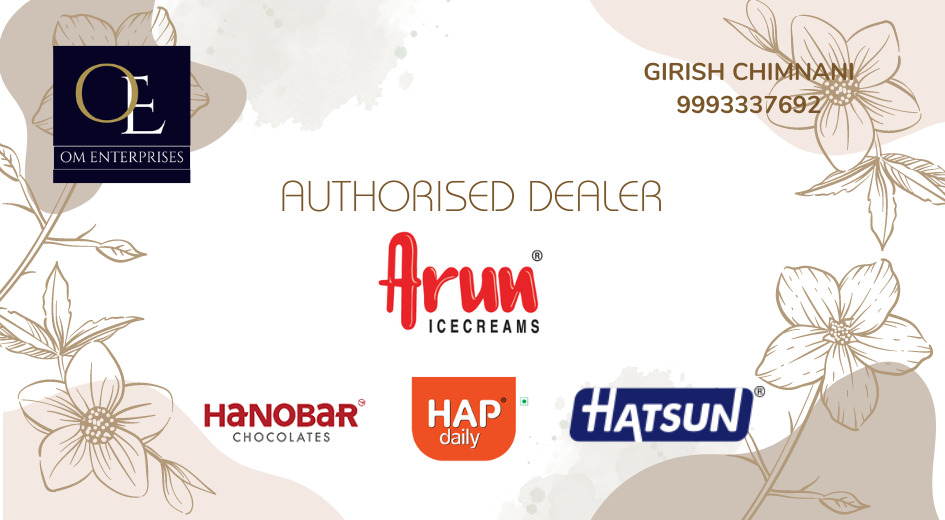 OE
OM ENTERPRISES
GIRISH CHIMNANI
9993337692
AUTHORISED DEALER
Arun®
ICECREAMS
HANOBAR
CHOCOLATES
HAP
daily
HATSUN®